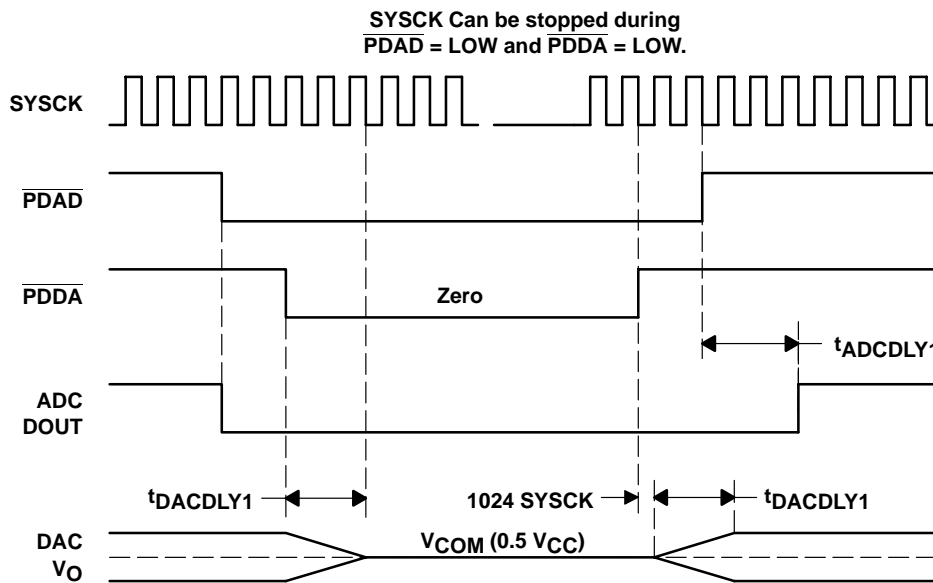 SYSCK Can be stopped during
PDAD = LOW and PDDA = LOW.
SYSCK
PDAD
PDDA
Zero
tADCDLY1
ADC
DOUT
tDACDLY1
1024 SYSCK
tDACDLY1
DAC
VO
VCOM (0.5 VCC)